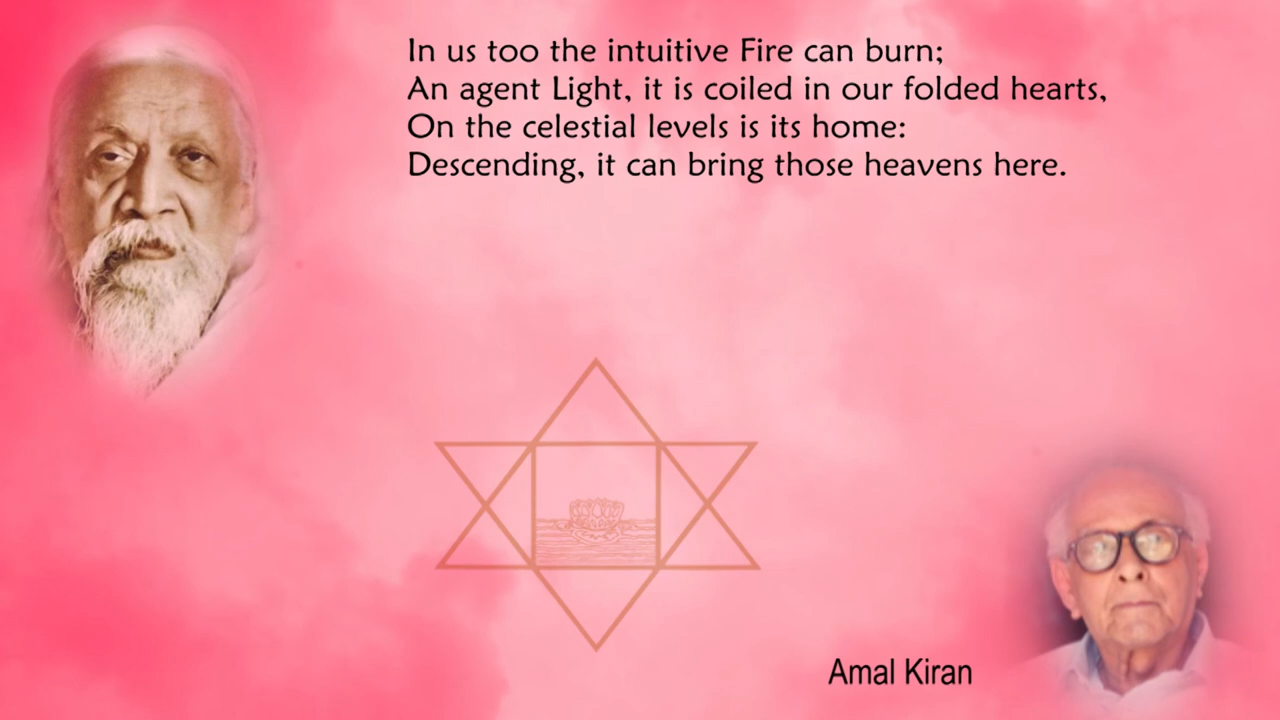 In us too the intuitive Fire can burn;
An agent Light, it is coiled in our folded hearts,
On the celestial levels is its home:
Descending, it can bring those heavens here.
Amal Kiran